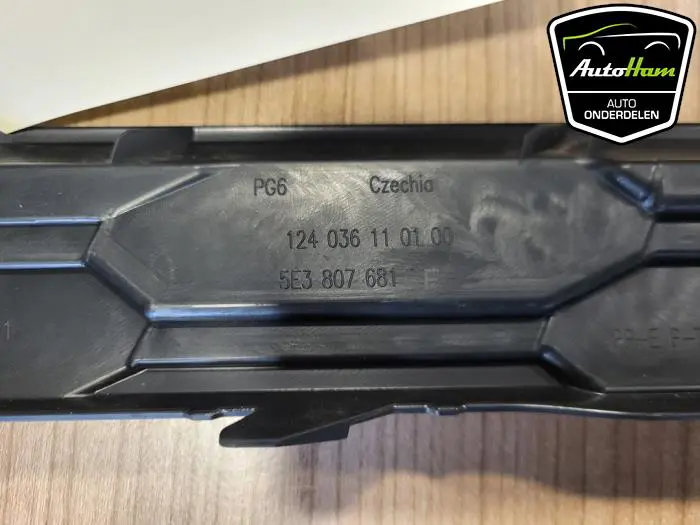 AutoHam
AUTO
ONDERDELEN
PG6 Czechia
124 036 11 01 00
5E3 807 681